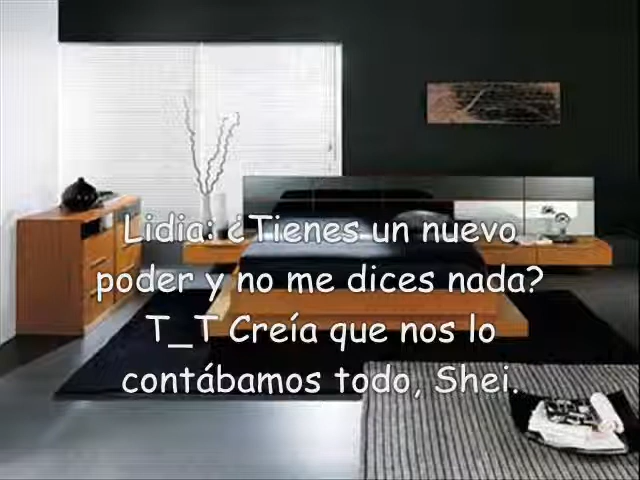 Lidia: ¿Tienes un nuevo
poder y no me dices nada?
T_T Creía que nos lo
contábamos todo, Shei.